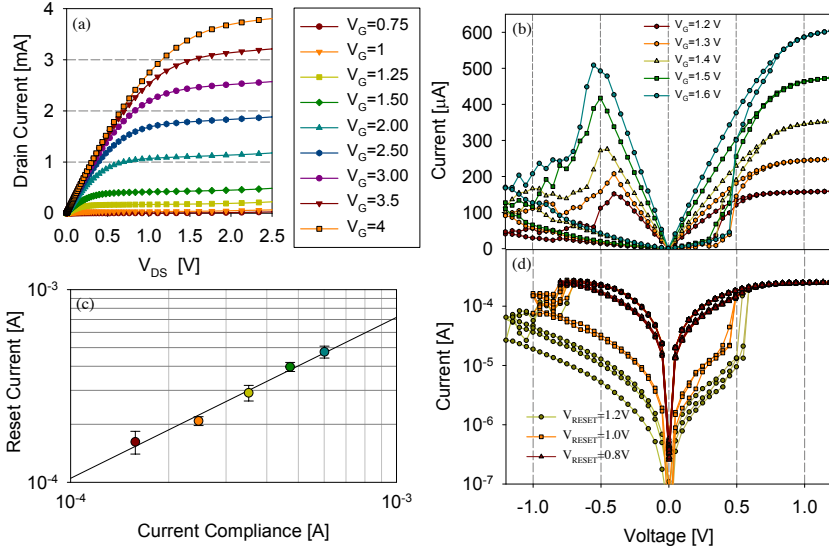 (a)
4
3
2
1
0
Drain Current [mA]
0.0 0.5 1.0 1.5 2.0 2.5
V_DS [V]
V_G=0.75
V_G=1
V_G=1.25
V_G=1.50
V_G=2.00
V_G=2.50
V_G=3.00
V_G=3.5
V_G=4
(b)
600
500
400
300
200
100
0
Current [µA]
V_G=1.2 V
V_G=1.3 V
V_G=1.4 V
V_G=1.5 V
V_G=1.6 V
(c)
10^-3
10^-4
Reset Current [A]
10^-4 10^-3
Current Compliance [A]
(d)
10^-4
10^-5
10^-6
10^-7
Current [A]
V_RESET=1.2V
V_RESET=1.0V
V_RESET=0.8V
-1.0 -0.5 0.0 0.5 1.0
Voltage [V]